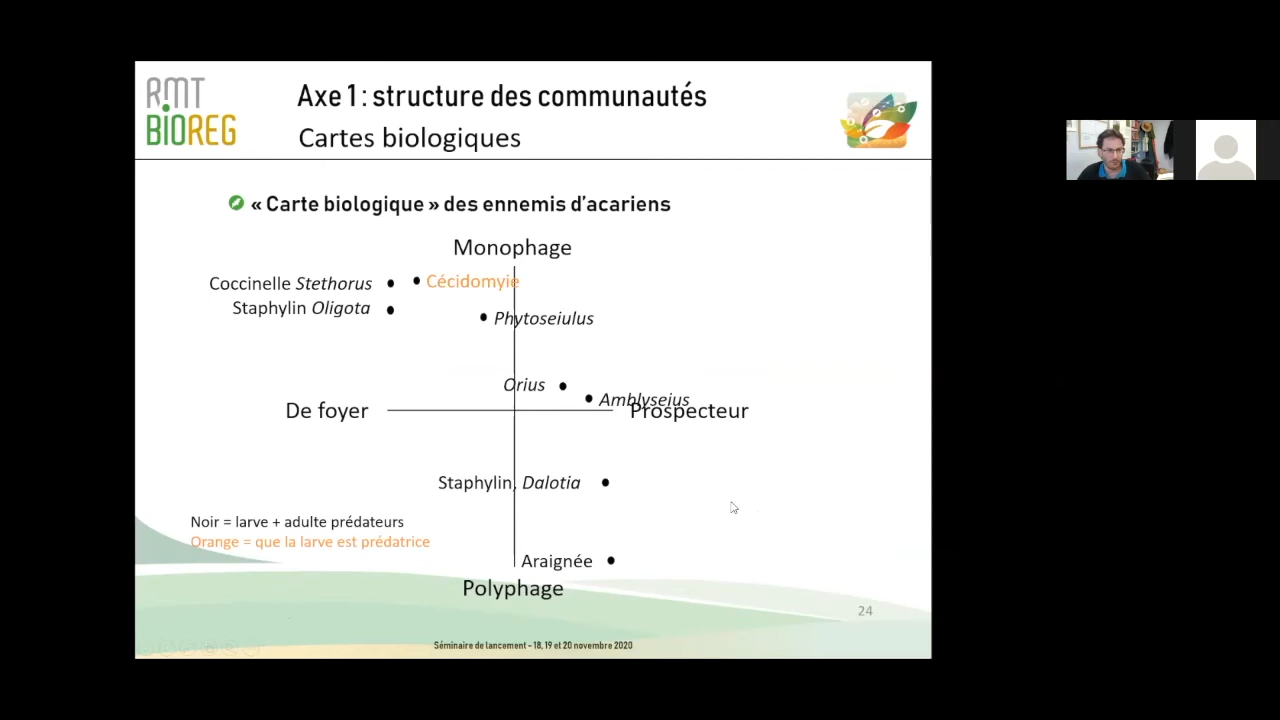 RMT
BIOREG
Axe 1 : structure des communautés
Cartes biologiques
« Carte biologique » des ennemis d’acariens
Monophage
Coccinelle Stethorus
Cécidomyie
Staphylin Oligota
Phytoseiulus
Orius
Amblyseius
De foyer
Prospecteur
Staphylin, Dalotia
Noir = larve + adulte prédateurs
Orange = que la larve est prédatrice
Araignée
Polyphage
24
Séminaire de lancement - 18, 19 et 20 novembre 2020